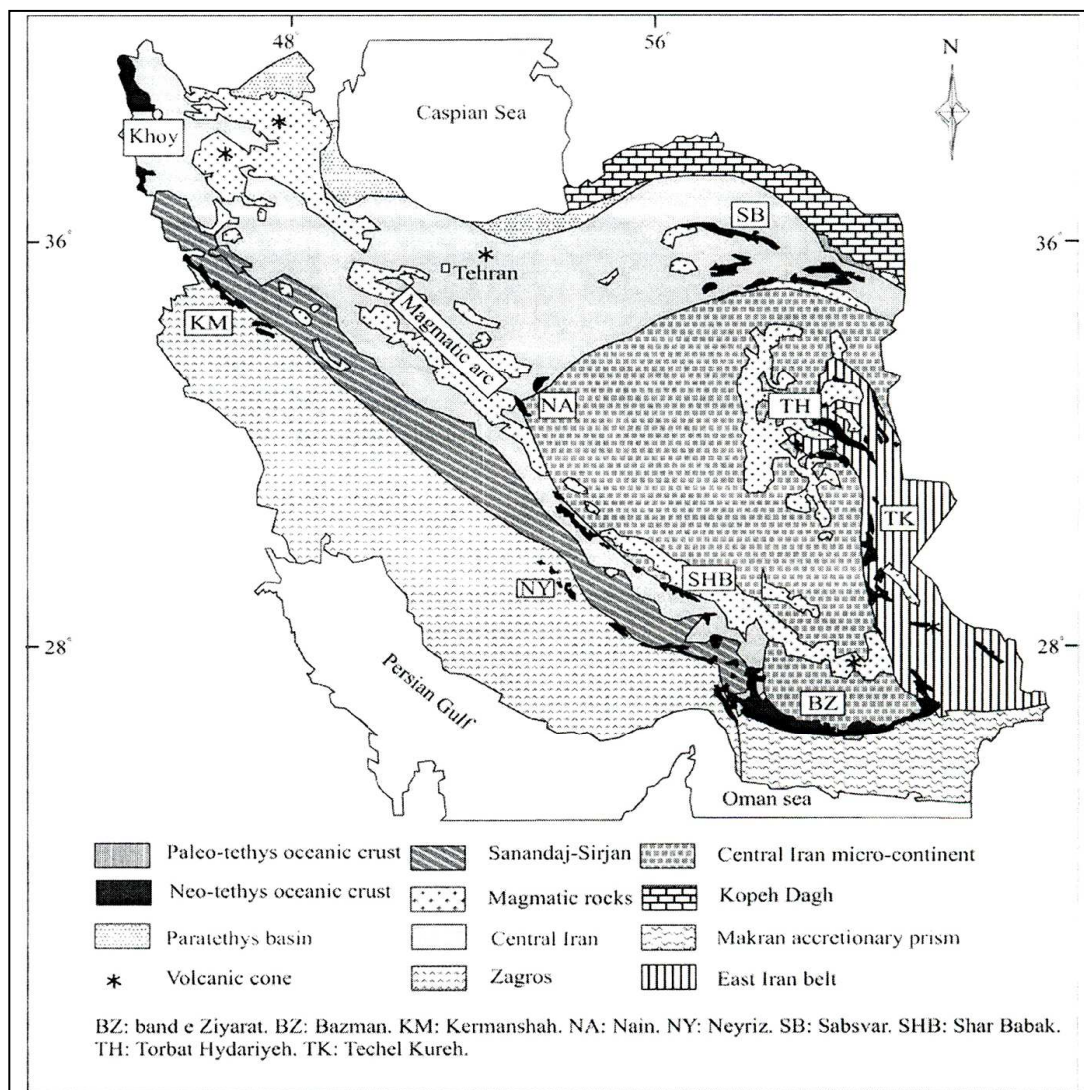 48°
56°
N
Caspian Sea
Khoy
SB
36°
36°
Tehran
KM
Magmatic arc
NA
TH
TK
SHB
NY
28°
28°
Persian Gulf
BZ
Oman sea
Paleo-tethys oceanic crust
Sanandaj-Sirjan
Central Iran micro-continent
Neo-tethys oceanic crust
Magmatic rocks
Kopeh Dagh
Paratethys basin
Central Iran
Makran accretionary prism
Volcanic cone
Zagros
East Iran belt
BZ: band e Ziyarat. BZ: Bazman. KM: Kermanshah. NA: Nain. NY: Neyriz. SB: Sabsvar. SHB: Shar Babak.
TH: Torbat Hydariyeh. TK: Techel Kureh.